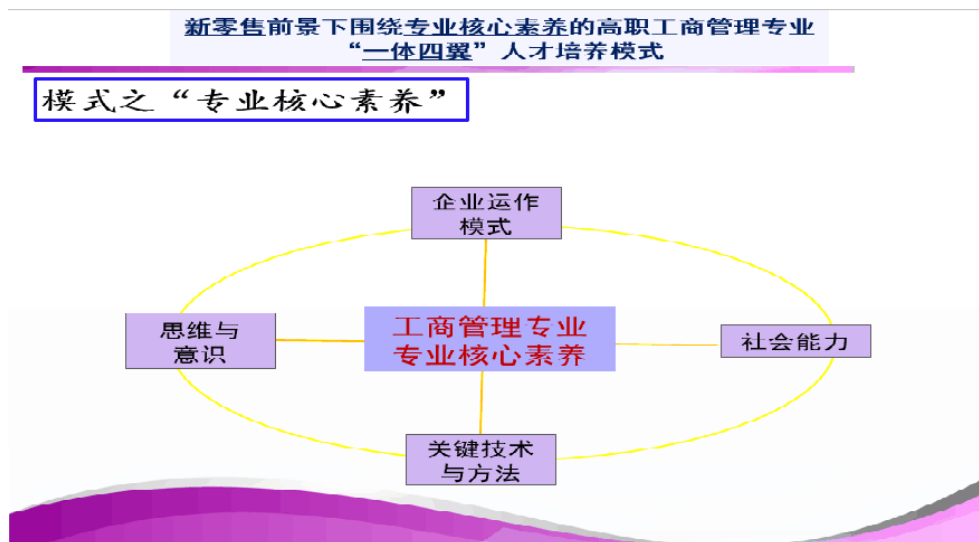 新零售前景下围绕专业核心素养的高职工商管理专业
“一体四翼”人才培养模式
模式之“专业核心素养”
企业运作
模式
思维与
意识
工商管理专业
专业核心素养
社会能力
关键技术
与方法